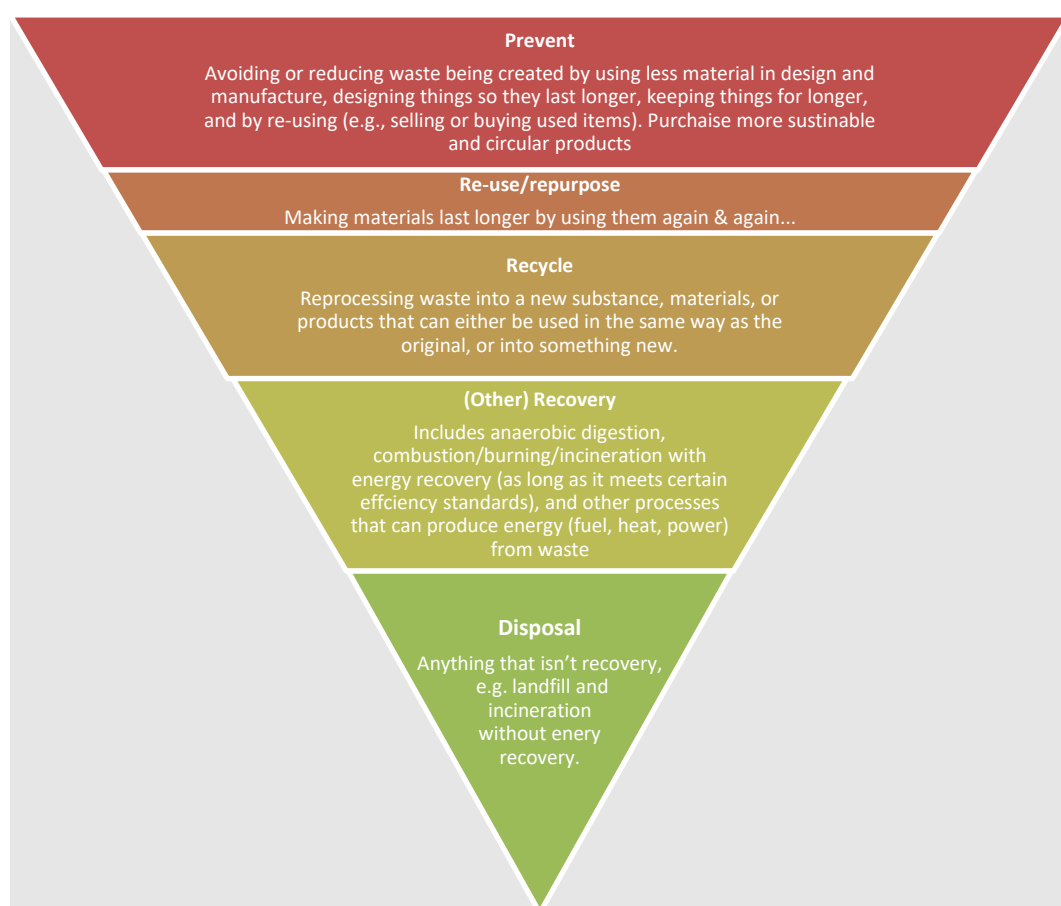 Prevent
Avoiding or reducing waste being created by using less material in design and
manufacture, designing things so they last longer, keeping things for longer,
and by re-using (e.g., selling or buying used items). Purchaise more sustinable
and circular products
Re-use/repurpose
Making materials last longer by using them again & again...
Recycle
Reprocessing waste into a new substance, materials, or
products that can either be used in the same way as the
original, or into something new.
(Other) Recovery
Includes anaerobic digestion,
combustion/burning/incineration with
energy recovery (as long as it meets certain
effciency standards), and other processes
that can produce energy (fuel, heat, power)
from waste
Disposal
Anything that isn’t recovery,
e.g. landfill and
incineration
without enery
recovery.